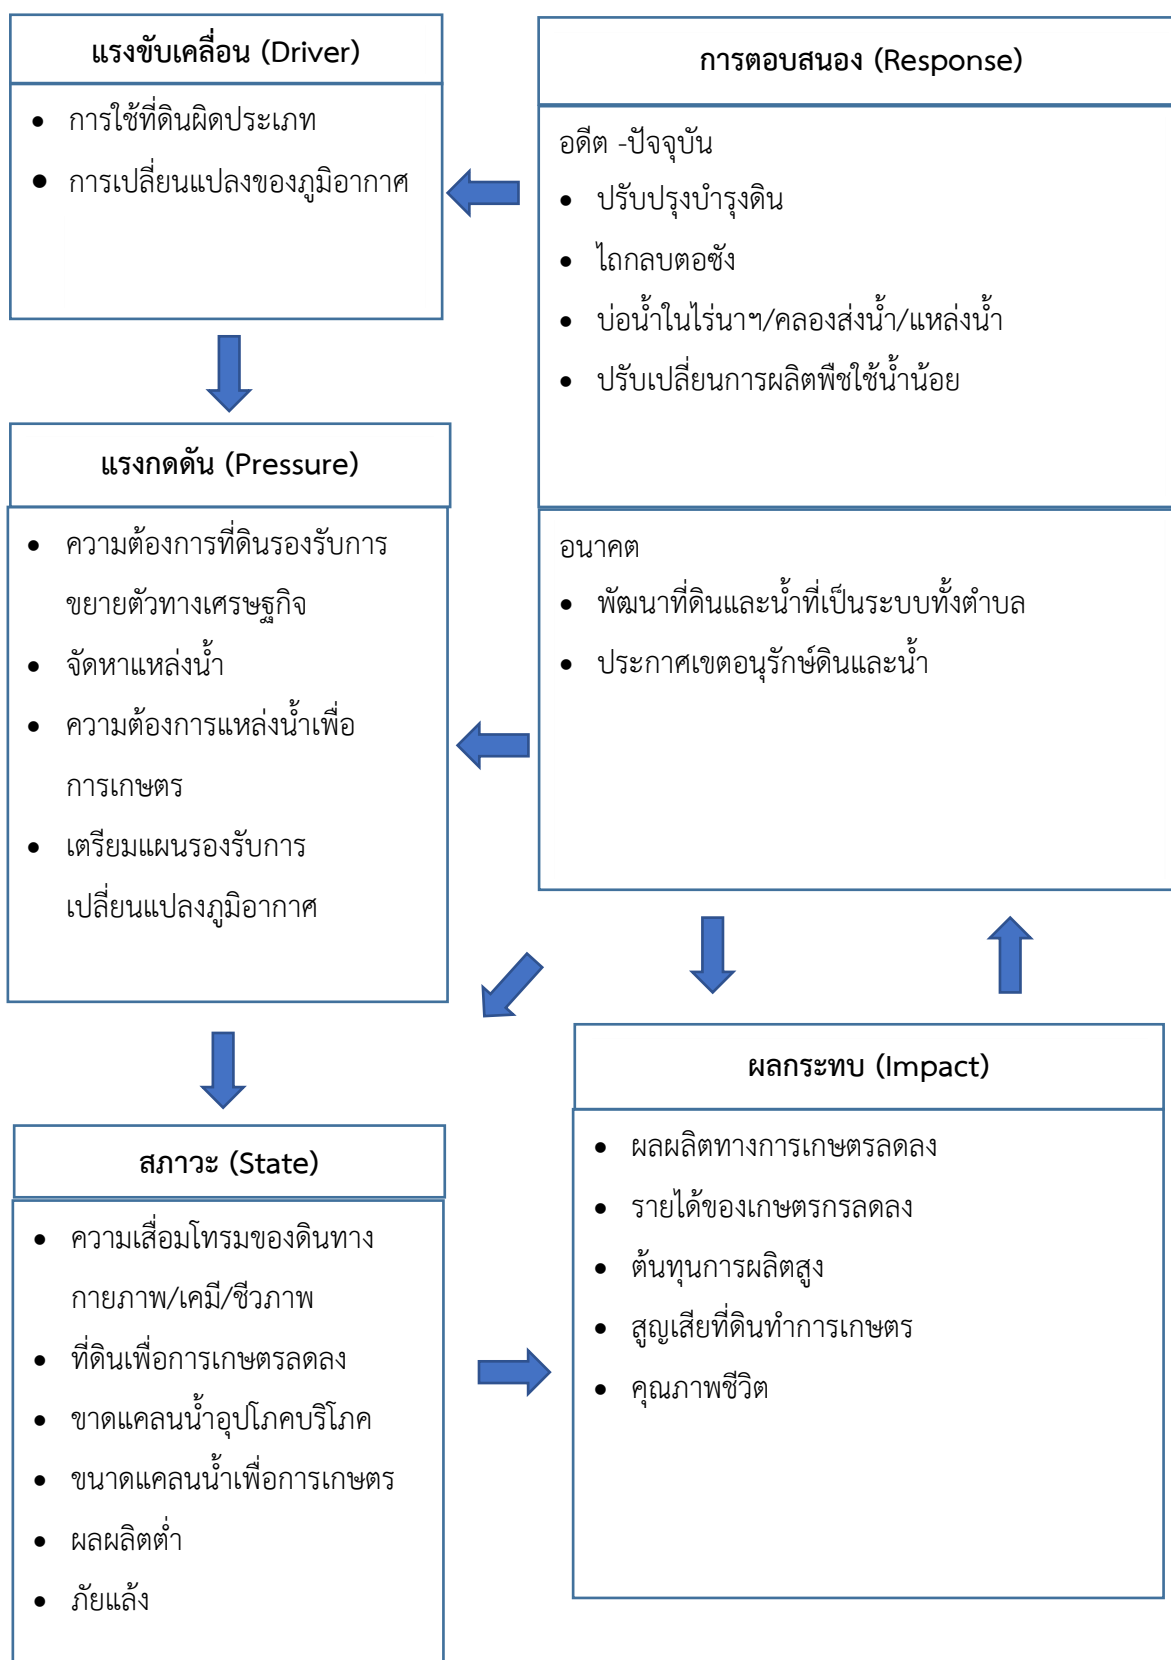 แรงขับเคลื่อน (Driver)
การใช้ที่ดินผิดประเภท
การเปลี่ยนแปลงของภูมิอากาศ
การตอบสนอง (Response)
อดีต -ปัจจุบัน
ปรับปรุงบำรุงดิน
ไถกลบตอซัง
บ่อน้ำในไร่นาฯ/คลองส่งน้ำ/แหล่งน้ำ
ปรับเปลี่ยนการผลิตพืชใช้น้ำน้อย
อนาคต
พัฒนาที่ดินและน้ำที่เป็นระบบทั้งตำบล
ประกาศเขตอนุรักษ์ดินและน้ำ
แรงกดดัน (Pressure)
ความต้องการที่ดินรองรับการ
ขยายตัวทางเศรษฐกิจ
จัดหาแหล่งน้ำ
ความต้องการแหล่งน้ำเพื่อ
การเกษตร
เตรียมแผนรองรับการ
เปลี่ยนแปลงภูมิอากาศ
สภาวะ (State)
ความเสื่อมโทรมของดินทาง
กายภาพ/เคมี/ชีวภาพ
ที่ดินเพื่อการเกษตรลดลง
ขาดแคลนน้ำอุปโภคบริโภค
ขนาดแคลนน้ำเพื่อการเกษตร
ผลผลิตต่ำ
ภัยแล้ง
ผลกระทบ (Impact)
ผลผลิตทางการเกษตรลดลง
รายได้ของเกษตรกรลดลง
ต้นทุนการผลิตสูง
สูญเสียที่ดินทำการเกษตร
คุณภาพชีวิต